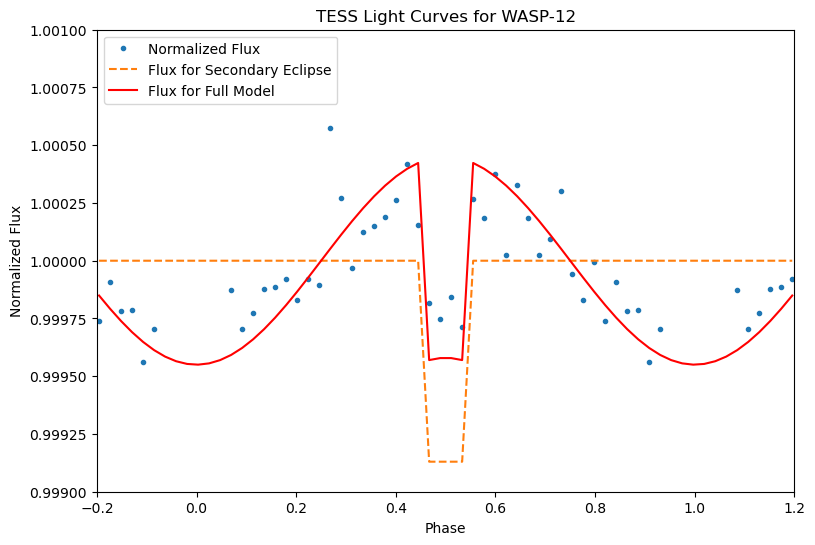 TESS Light Curves for WASP-12
Normalized Flux
Flux for Secondary Eclipse
Flux for Full Model
1.00100
1.00075
1.00050
1.00025
1.00000
0.99975
0.99950
0.99925
0.99900
Normalized Flux
−0.2 0.0 0.2 0.4 0.6 0.8 1.0 1.2
Phase